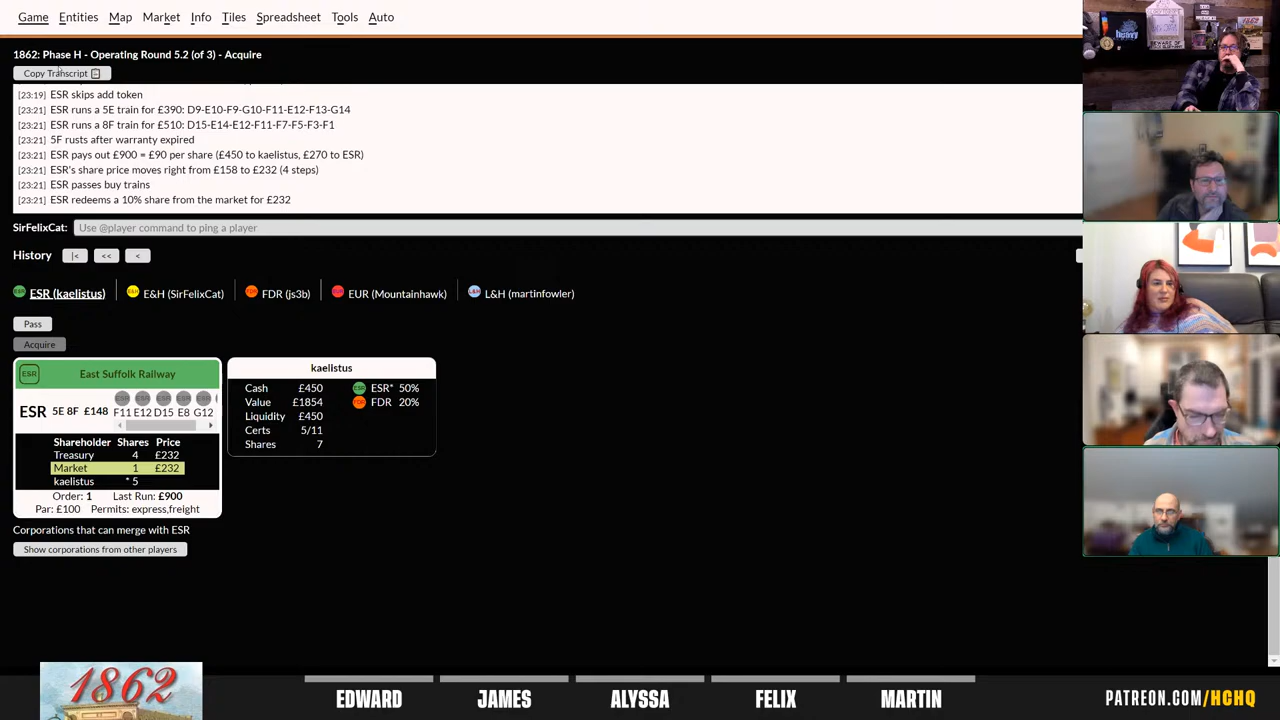 Game Entities Map Market Info Tiles Spreadsheet Tools Auto
1862: Phase H - Operating Round 5.2 (of 3) - Acquire
Copy Transcript
[23:19] ESR skips add token
[23:21] ESR runs a 5E train for £390: D9-E10-F9-G10-F11-E12-F13-G14
[23:21] ESR runs a 8F train for £510: D15-E14-E12-F11-F7-F5-F3-F1
[23:21] 5F rusts after warranty expired
[23:21] ESR pays out £900 = £90 per share (£450 to kaelistus, £270 to ESR)
[23:21] ESR's share price moves right from £158 to £232 (4 steps)
[23:21] ESR passes buy trains
[23:21] ESR redeems a 10% share from the market for £232
SirFelixCat: Use @player command to ping a player
History |< << <
ESR (kaelistus) E&H (SirFelixCat) FDR (js3b) EUR (Mountainhawk) L&H (martinfowler)
Pass
Acquire
ESR East Suffolk Railway
ESR 5E 8F £148 F11 E12 D15 E8 G12
Shareholder Shares Price
Treasury 4 £232
Market 1 £232
kaelistus * 5
Order: 1 Last Run: £900
Par: £100 Permits: express,freight
kaelistus
Cash £450 ESR* 50%
Value £1854 FDR 20%
Liquidity £450
Certs 5/11
Shares 7
Corporations that can merge with ESR
Show corporations from other players
1862
EDWARD JAMES ALYSSA FELIX MARTIN
PATREON.COM/HCHQ